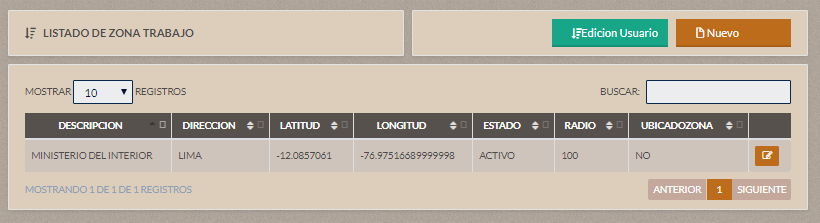 LISTADO DE ZONA TRABAJO
Edicion Usuario
Nuevo
MOSTRAR 10 REGISTROS
BUSCAR:
DESCRIPCION DIRECCION LATITUD LONGITUD ESTADO RADIO UBICADOZONA
MINISTERIO DEL INTERIOR LIMA -12.0857061 -76.97516689999998 ACTIVO 100 NO
MOSTRANDO 1 DE 1 DE 1 REGISTROS
ANTERIOR 1 SIGUIENTE